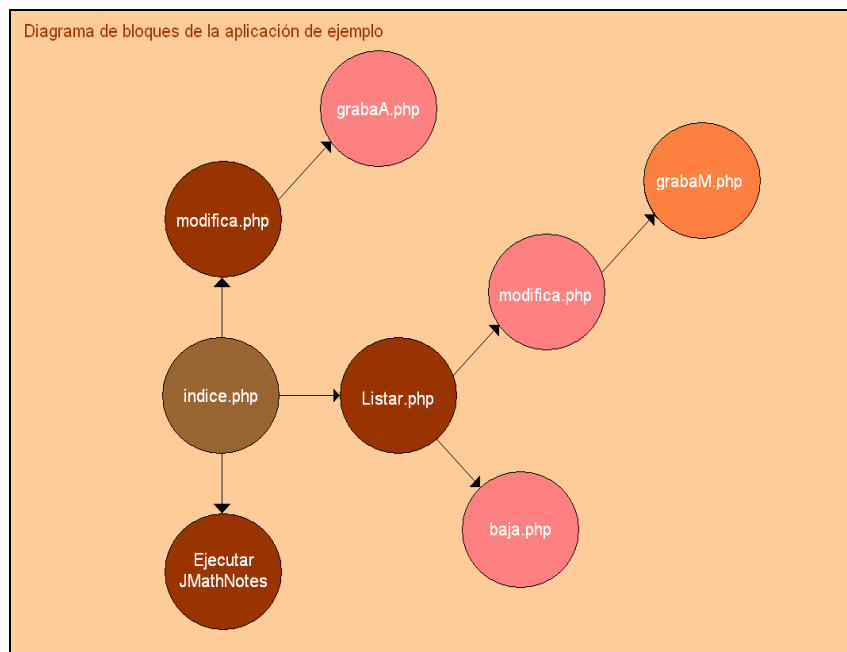 Diagrama de bloques de la aplicación de ejemplo
grabaA.php
grabaM.php
modifica.php
modifica.php
indice.php
Listar.php
baja.php
Ejecutar
JMathNotes